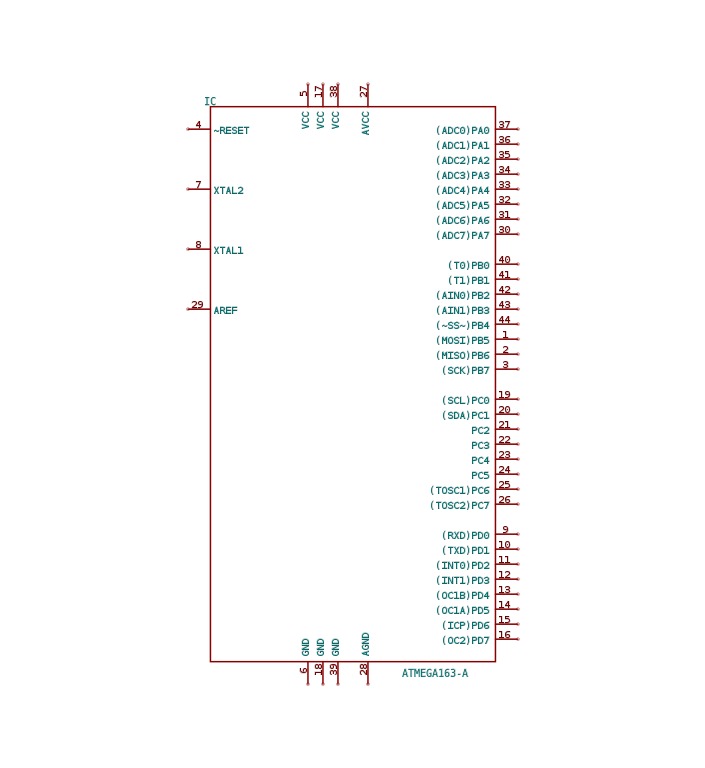 5 17 38 27
IC
VCC VCC VCC AVCC
4 ~RESET (ADC0)PA0 37
(ADC1)PA1 36
(ADC2)PA2 35
(ADC3)PA3 34
7 XTAL2 (ADC4)PA4 33
(ADC5)PA5 32
(ADC6)PA6 31
(ADC7)PA7 30
8 XTAL1
(T0)PB0 40
(T1)PB1 41
(AIN0)PB2 42
29 AREF (AIN1)PB3 43
(~SS~)PB4 44
(MOSI)PB5 1
(MISO)PB6 2
(SCK)PB7 3
(SCL)PC0 19
(SDA)PC1 20
PC2 21
PC3 22
PC4 23
PC5 24
(TOSC1)PC6 25
(TOSC2)PC7 26
(RXD)PD0 9
(TXD)PD1 10
(INT0)PD2 11
(INT1)PD3 12
(OC1B)PD4 13
(OC1A)PD5 14
(ICP)PD6 15
(OC2)PD7 16
GND GND GND AGND
6 18 39 28
ATMEGA163-A